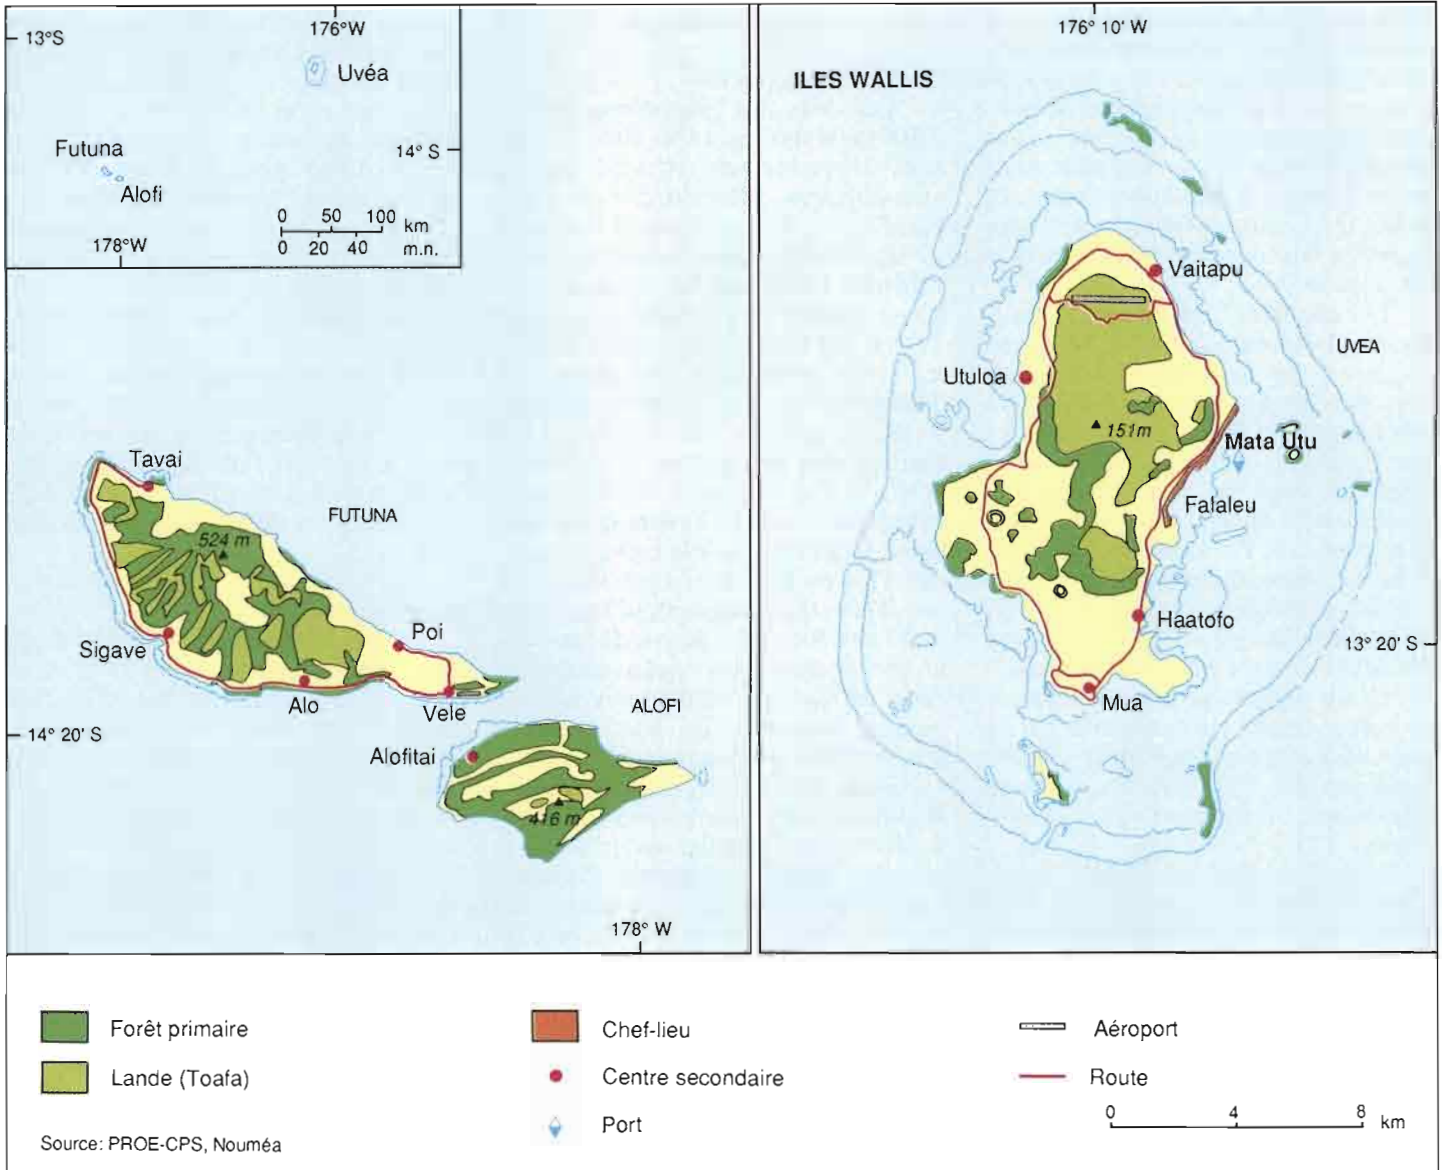 13°S
176°W
Uvéa
Futuna
14° S
Alofi
0 50 100 km
0 20 40 m.n.
178°W
Tavai
FUTUNA
524 m
Sigave
Poi
Alo
Vele
ALOFI
14° 20' S
Alofitai
416 m
178° W
176° 10' W
ILES WALLIS
Vaitapu
UVEA
Utuloa
151m
Mata Utu
Falaleu
Haatofo
13° 20' S
Mua
Forêt primaire
Lande (Toafa)
Source: PROE-CPS, Nouméa
Chef-lieu
Centre secondaire
Port
Aéroport
Route
0 4 8 km